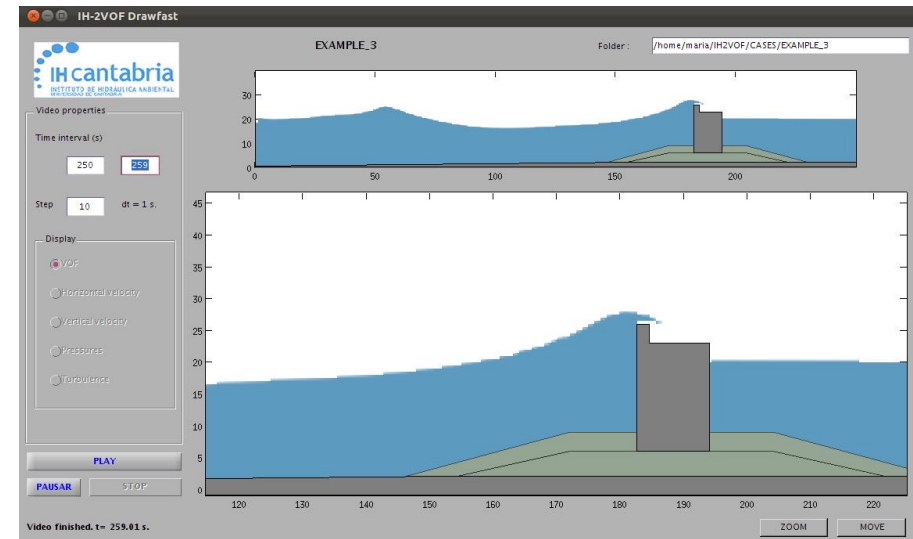 IH-2VOF Drawfast
IHcantabria
INSTITUTO DE HIDRÁULICA AMBIENTAL
UNIVERSIDAD DE CANTABRIA
EXAMPLE_3
Folder : /home/maria/IH2VOF/CASES/EXAMPLE_3
Video properties
Time interval (s)
250 259
Step 10 dt = 1 s.
Display
VOF
Horizontal velocity
Vertical velocity
Pressures
Turbulence
PLAY
PAUSAR STOP
Video finished. t= 259.01 s.
30
20
10
0
0 50 100 150 200
45
40
35
30
25
20
15
10
5
0
120 130 140 150 160 170 180 190 200 210 220
ZOOM MOVE